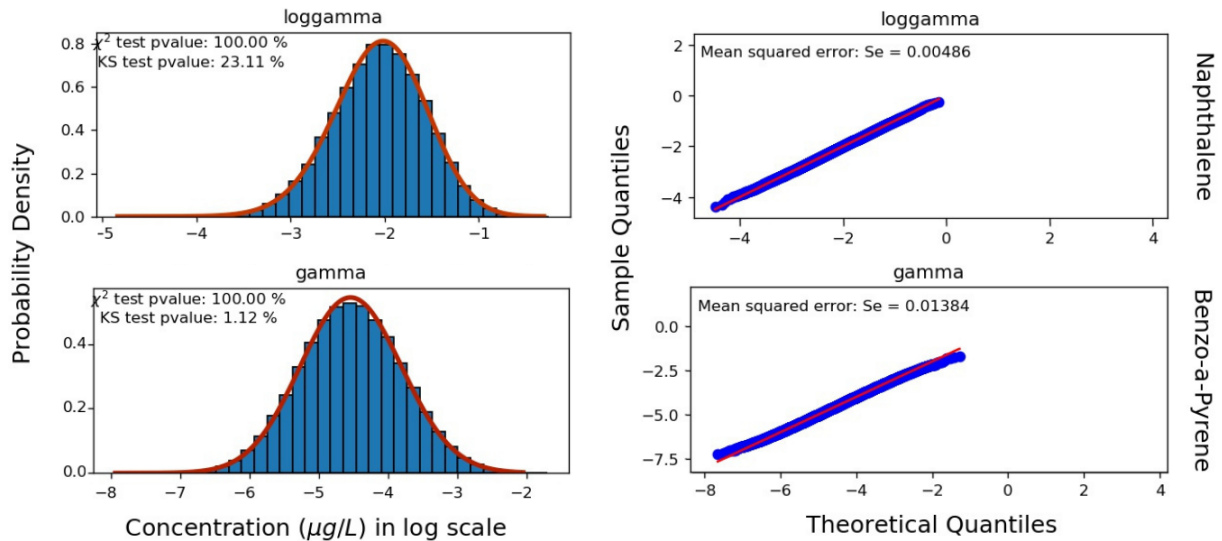 loggamma
χ² test pvalue: 100.00 %
KS test pvalue: 23.11 %
0.8
0.6
0.4
0.2
0.0
−5 −4 −3 −2 −1
loggamma
Mean squared error: Se = 0.00486
2
0
−2
−4
−4 −2 0 2 4
Naphthalene
Probability Density
Sample Quantiles
gamma
χ² test pvalue: 100.00 %
KS test pvalue: 1.12 %
0.4
0.2
0.0
−8 −7 −6 −5 −4 −3 −2
gamma
Mean squared error: Se = 0.01384
0.0
−2.5
−5.0
−7.5
−8 −6 −4 −2 0 2 4
Benzo-a-Pyrene
Concentration (μg/L) in log scale
Theoretical Quantiles